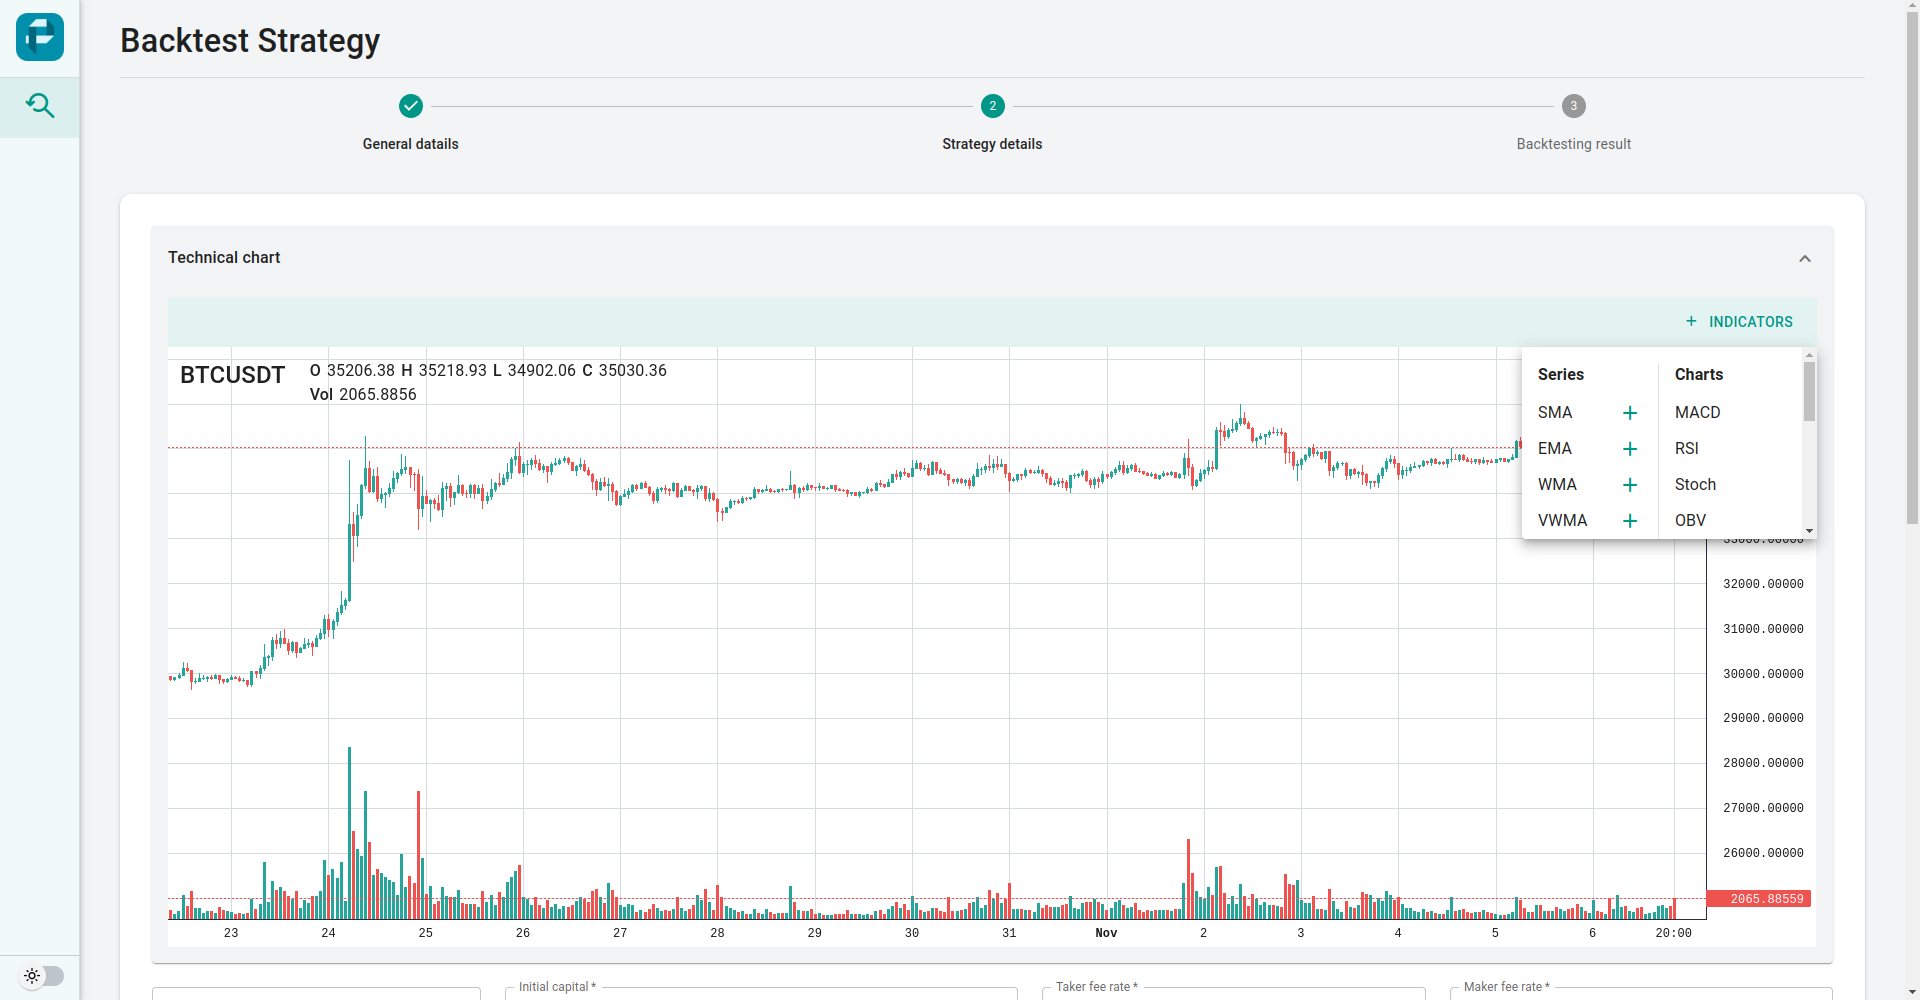 Backtest Strategy
2
3
General datails
Strategy details
Backtesting result
Technical chart
+ INDICATORS
BTCUSDT
O 35206.38 H 35218.93 L 34902.06 C 35030.36
Vol 2065.8856
Series
Charts
SMA +
MACD
EMA +
RSI
WMA +
Stoch
VWMA +
OBV
33000.00000
32000.00000
31000.00000
30000.00000
29000.00000
28000.00000
27000.00000
26000.00000
2065.88559
23 24 25 26 27 28 29 30 31 Nov 2 3 4 5 6 20:00
Initial capital *
Taker fee rate *
Maker fee rate *